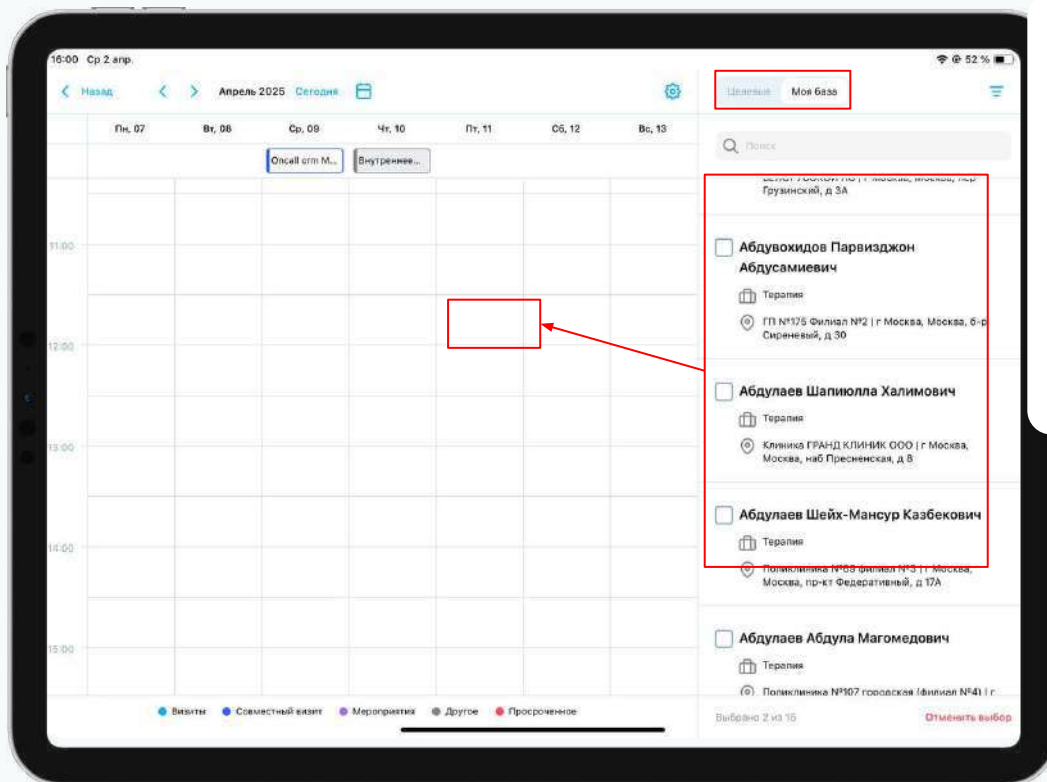 16:00 Ср 2 апр.
52 %
Назад
Апрель 2025 Сегодня
Целевые Моя база
Пн, 07 Вт, 08 Ср, 09 Чт, 10 Пт, 11 Сб, 12 Вс, 13
Поиск
Oncall crm М... Внутреннее...
Грузинский, д 3А
11:00
12:00
13:00
14:00
15:00
Абдувохидов Парвизджон
Абдусамиевич
Терапия
ГП №175 Филиал №2 | г Москва, Москва, б-р
Сиреневый, д 30
Абдулаев Шапиюлла Халимович
Терапия
Клиника ГРАНД КЛИНИК ООО | г Москва,
Москва, наб Пресненская, д 8
Абдулаев Шейх-Мансур Казбекович
Терапия
Поликлиника №69 филиал №3 | г Москва,
Москва, пр-кт Федеративный, д 17А
Абдулаев Абдула Магомедович
Терапия
Поликлиника №107 городская (филиал №4) | г
Визиты Совместный визит Мероприятия Другое Просроченное
Выбрано 2 из 15
Отменить выбор